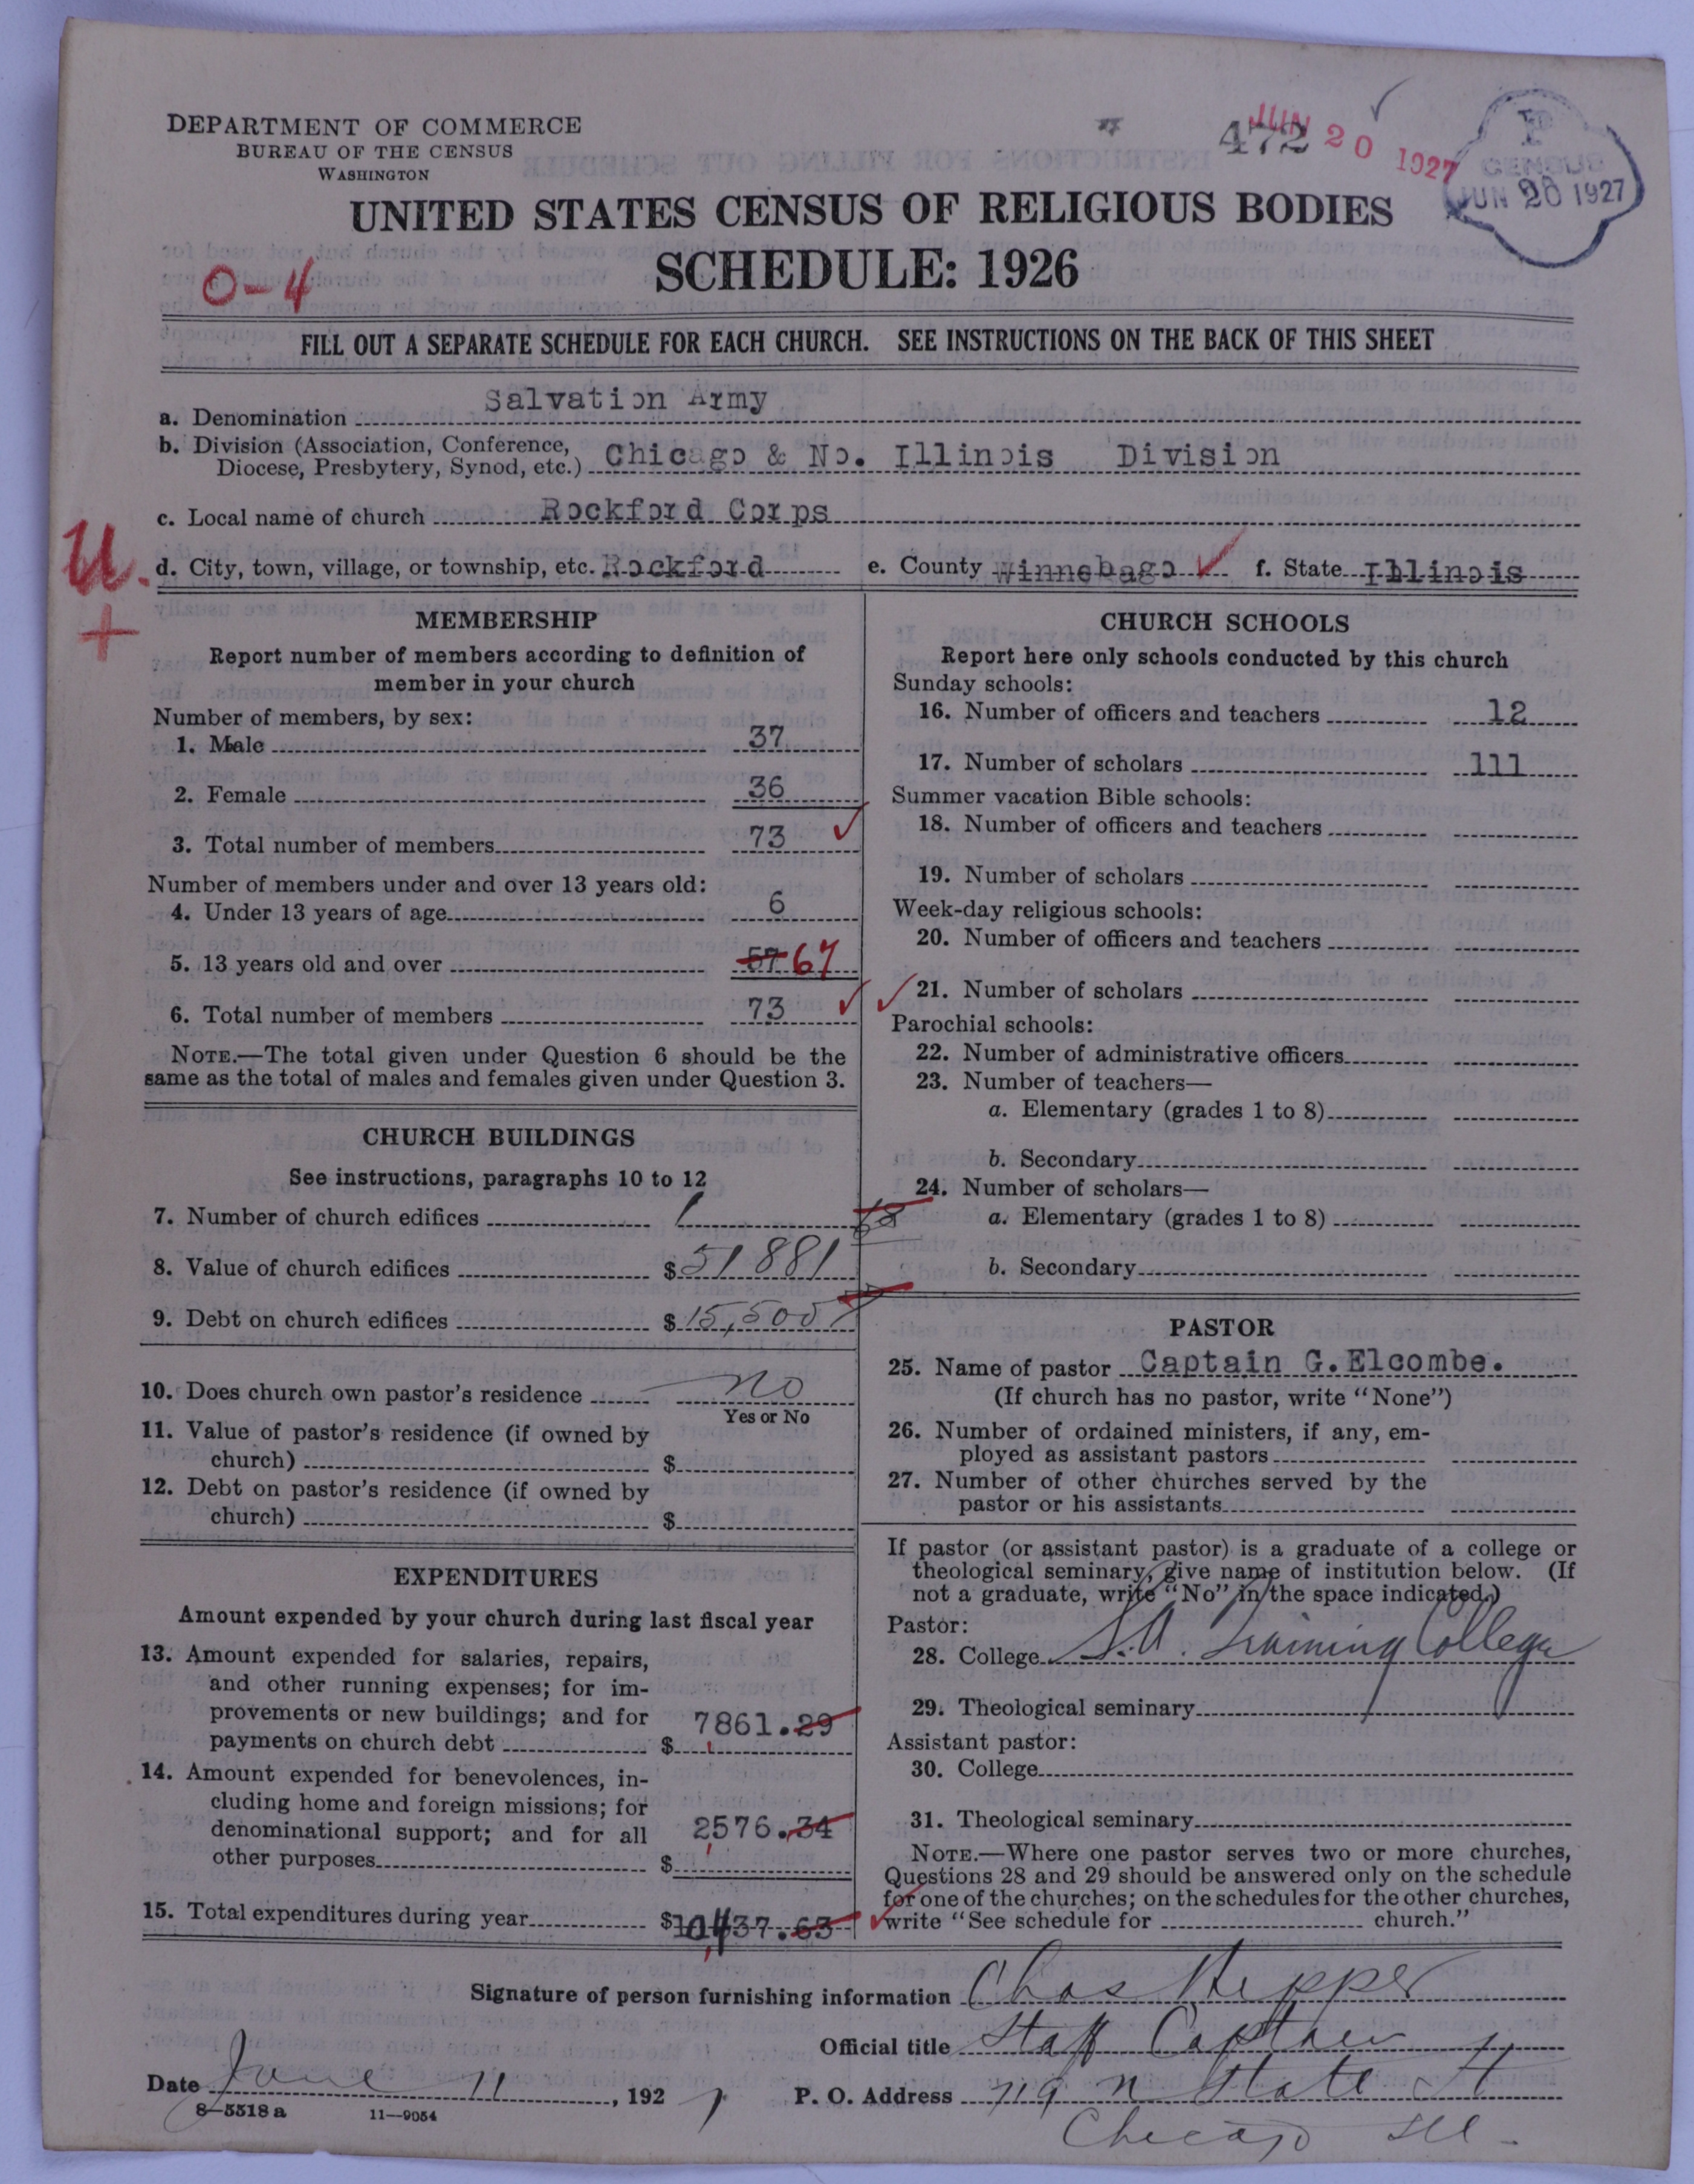 DEPARTMENT OF COMMERCE
BUREAU OF THE CENSUS
WASHINGTON
472
JUN 20 1927
CENSUS
JUN 20 1927
UNITED STATES CENSUS OF RELIGIOUS BODIES
SCHEDULE: 1926
0-4
FILL OUT A SEPARATE SCHEDULE FOR EACH CHURCH. SEE INSTRUCTIONS ON THE BACK OF THIS SHEET
a. Denomination Salvation Army
b. Division (Association, Conference,
Diocese, Presbytery, Synod, etc.) Chicago & No. Illinois Division
c. Local name of church Rockford Corps
U.
d. City, town, village, or township, etc. Rockford e. County Winnebago f. State Illinois
+
MEMBERSHIP
Report number of members according to definition of
member in your church
Number of members, by sex:
1. Male 37
2. Female 36
3. Total number of members 73
Number of members under and over 13 years old:
4. Under 13 years of age 6
5. 13 years old and over 57 67
6. Total number of members 73
NOTE.—The total given under Question 6 should be the
same as the total of males and females given under Question 3.
CHURCH BUILDINGS
See instructions, paragraphs 10 to 12
7. Number of church edifices 1
8. Value of church edifices $ 51881
9. Debt on church edifices $ 15,500
10. Does church own pastor's residence no
Yes or No
11. Value of pastor's residence (if owned by
church) $
12. Debt on pastor's residence (if owned by
church) $
EXPENDITURES
Amount expended by your church during last fiscal year
13. Amount expended for salaries, repairs,
and other running expenses; for im-
provements or new buildings; and for
payments on church debt $ 7861.29
14. Amount expended for benevolences, in-
cluding home and foreign missions; for
denominational support; and for all
other purposes $ 2576.34
15. Total expenditures during year $10437.63
CHURCH SCHOOLS
Report here only schools conducted by this church
Sunday schools:
16. Number of officers and teachers 12
17. Number of scholars 111
Summer vacation Bible schools:
18. Number of officers and teachers
19. Number of scholars
Week-day religious schools:
20. Number of officers and teachers
21. Number of scholars
Parochial schools:
22. Number of administrative officers
23. Number of teachers—
a. Elementary (grades 1 to 8)
b. Secondary
24. Number of scholars—
a. Elementary (grades 1 to 8)
b. Secondary
PASTOR
25. Name of pastor Captain G. Elcombe.
(If church has no pastor, write "None")
26. Number of ordained ministers, if any, em-
ployed as assistant pastors
27. Number of other churches served by the
pastor or his assistants
If pastor (or assistant pastor) is a graduate of a college or
theological seminary, give name of institution below. (If
not a graduate, write "No" in the space indicated.)
Pastor:
28. College S.A. Training College
29. Theological seminary
Assistant pastor:
30. College
31. Theological seminary
NOTE.—Where one pastor serves two or more churches,
Questions 28 and 29 should be answered only on the schedule
for one of the churches; on the schedules for the other churches,
write "See schedule for church."
Signature of person furnishing information Chas Hepper
Official title Staff Captain
Date June 11, 1927 P. O. Address 719 N State St
Chicago Ill.
8—5518a 11—9054